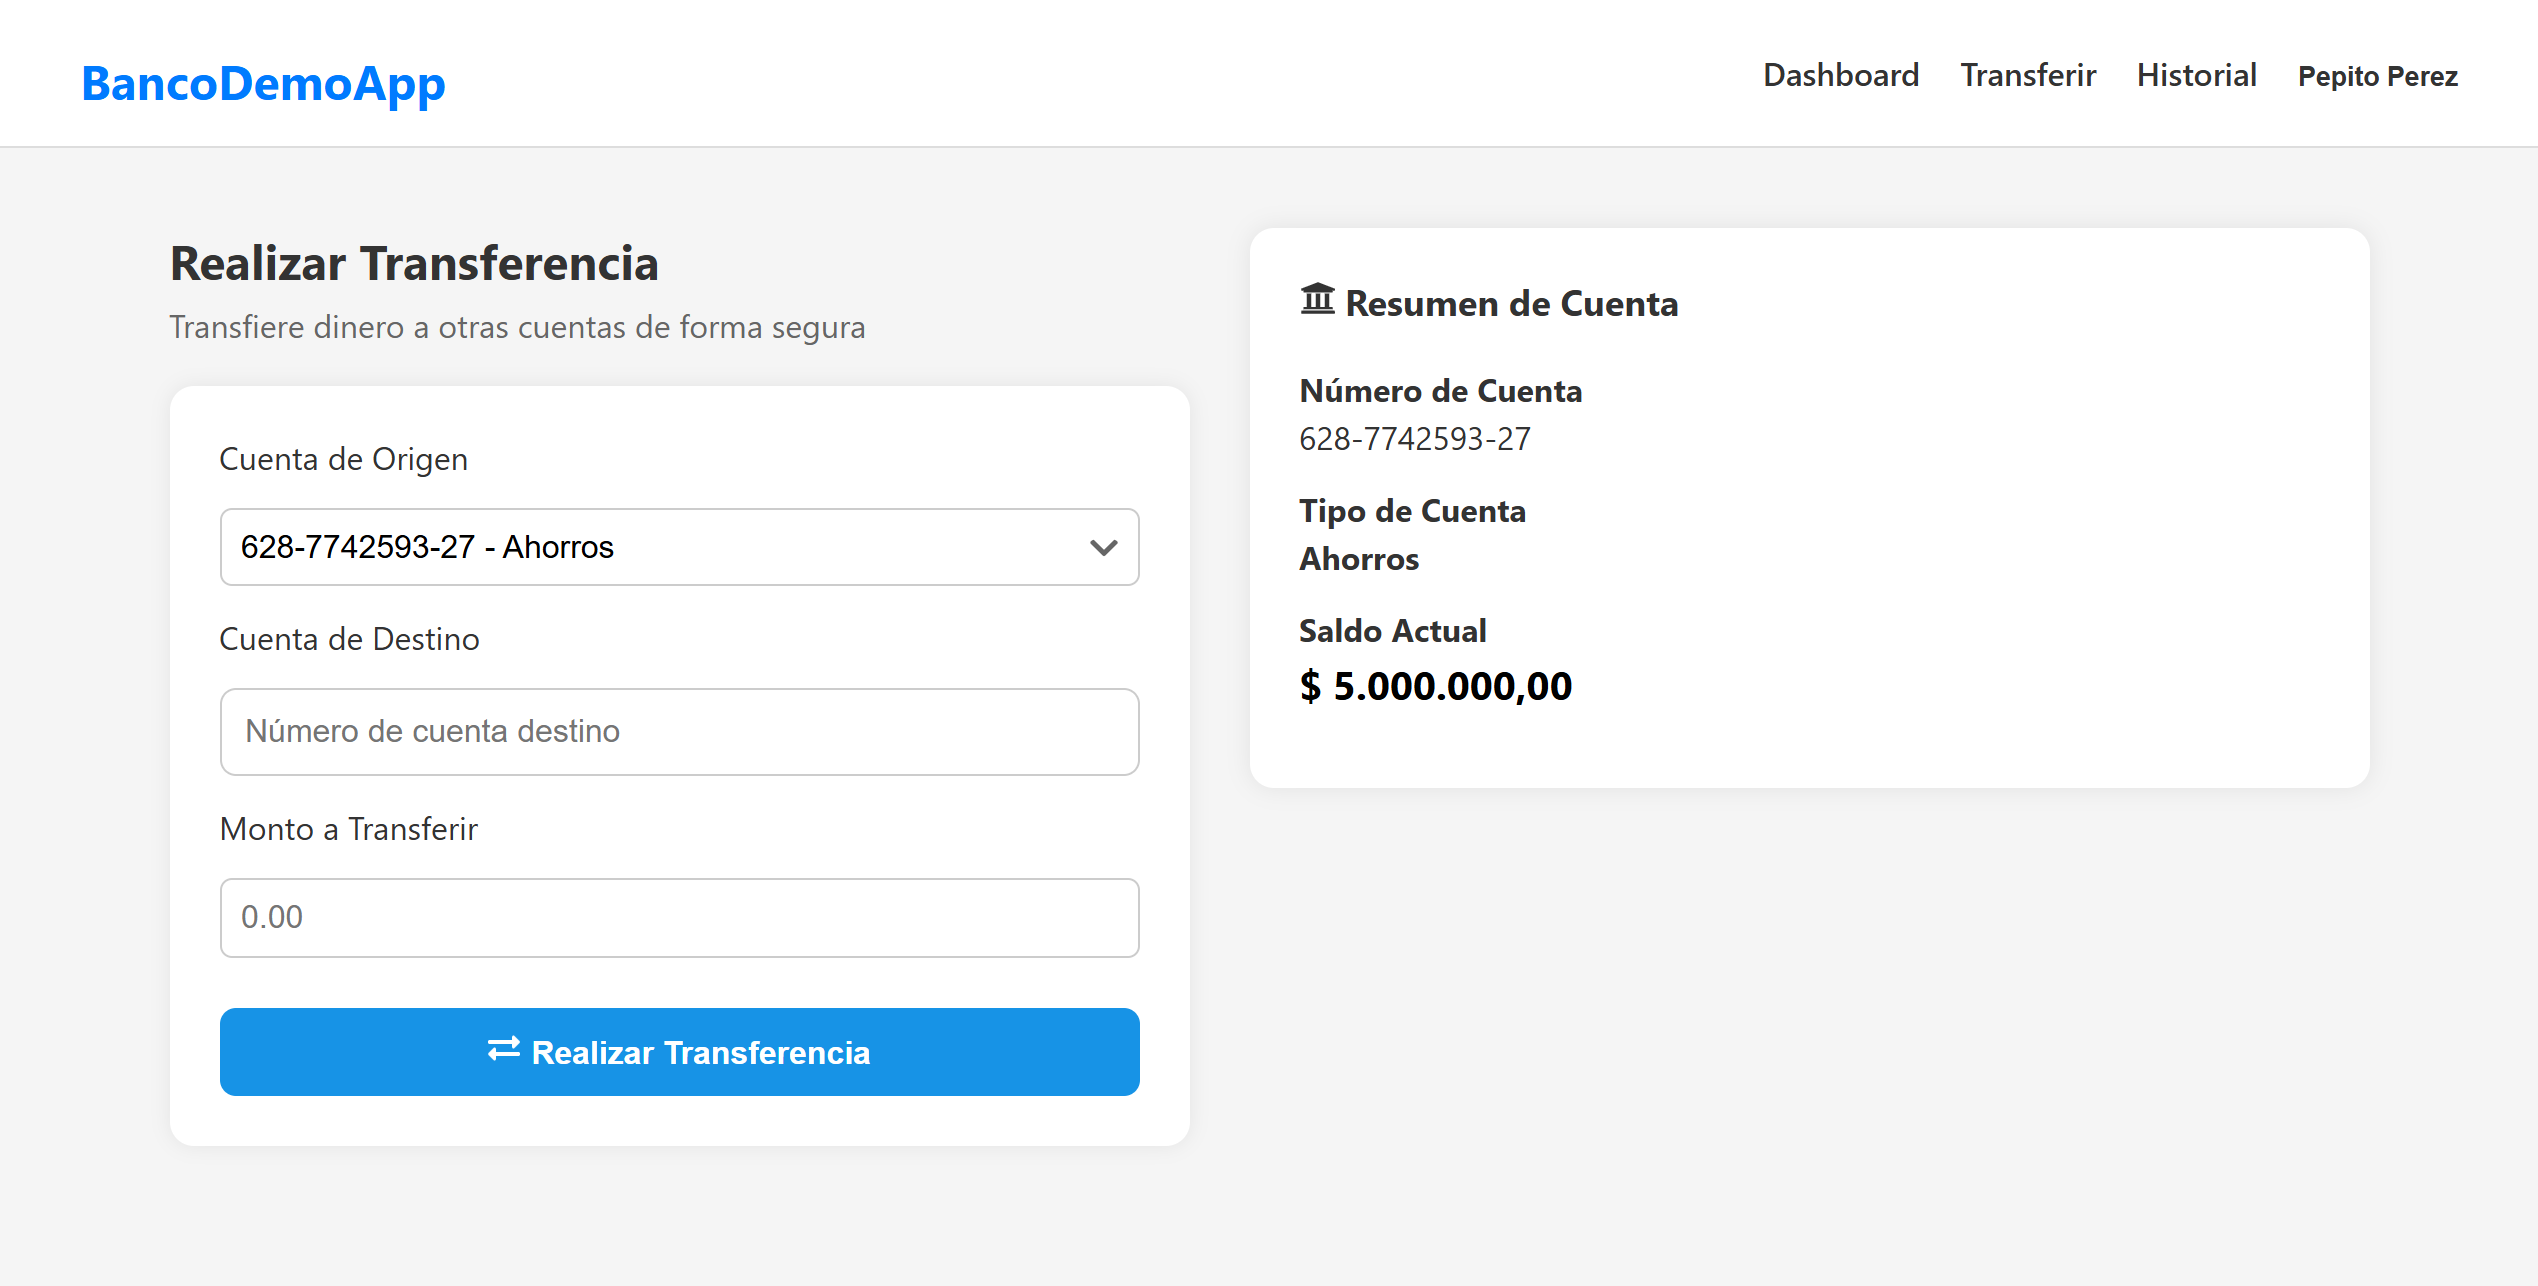 BancoDemoApp
Dashboard Transferir Historial Pepito Perez
Realizar Transferencia
Transfiere dinero a otras cuentas de forma segura
Cuenta de Origen
628-7742593-27 - Ahorros
Cuenta de Destino
Número de cuenta destino
Monto a Transferir
0.00
Realizar Transferencia
Resumen de Cuenta
Número de Cuenta
628-7742593-27
Tipo de Cuenta
Ahorros
Saldo Actual
$ 5.000.000,00